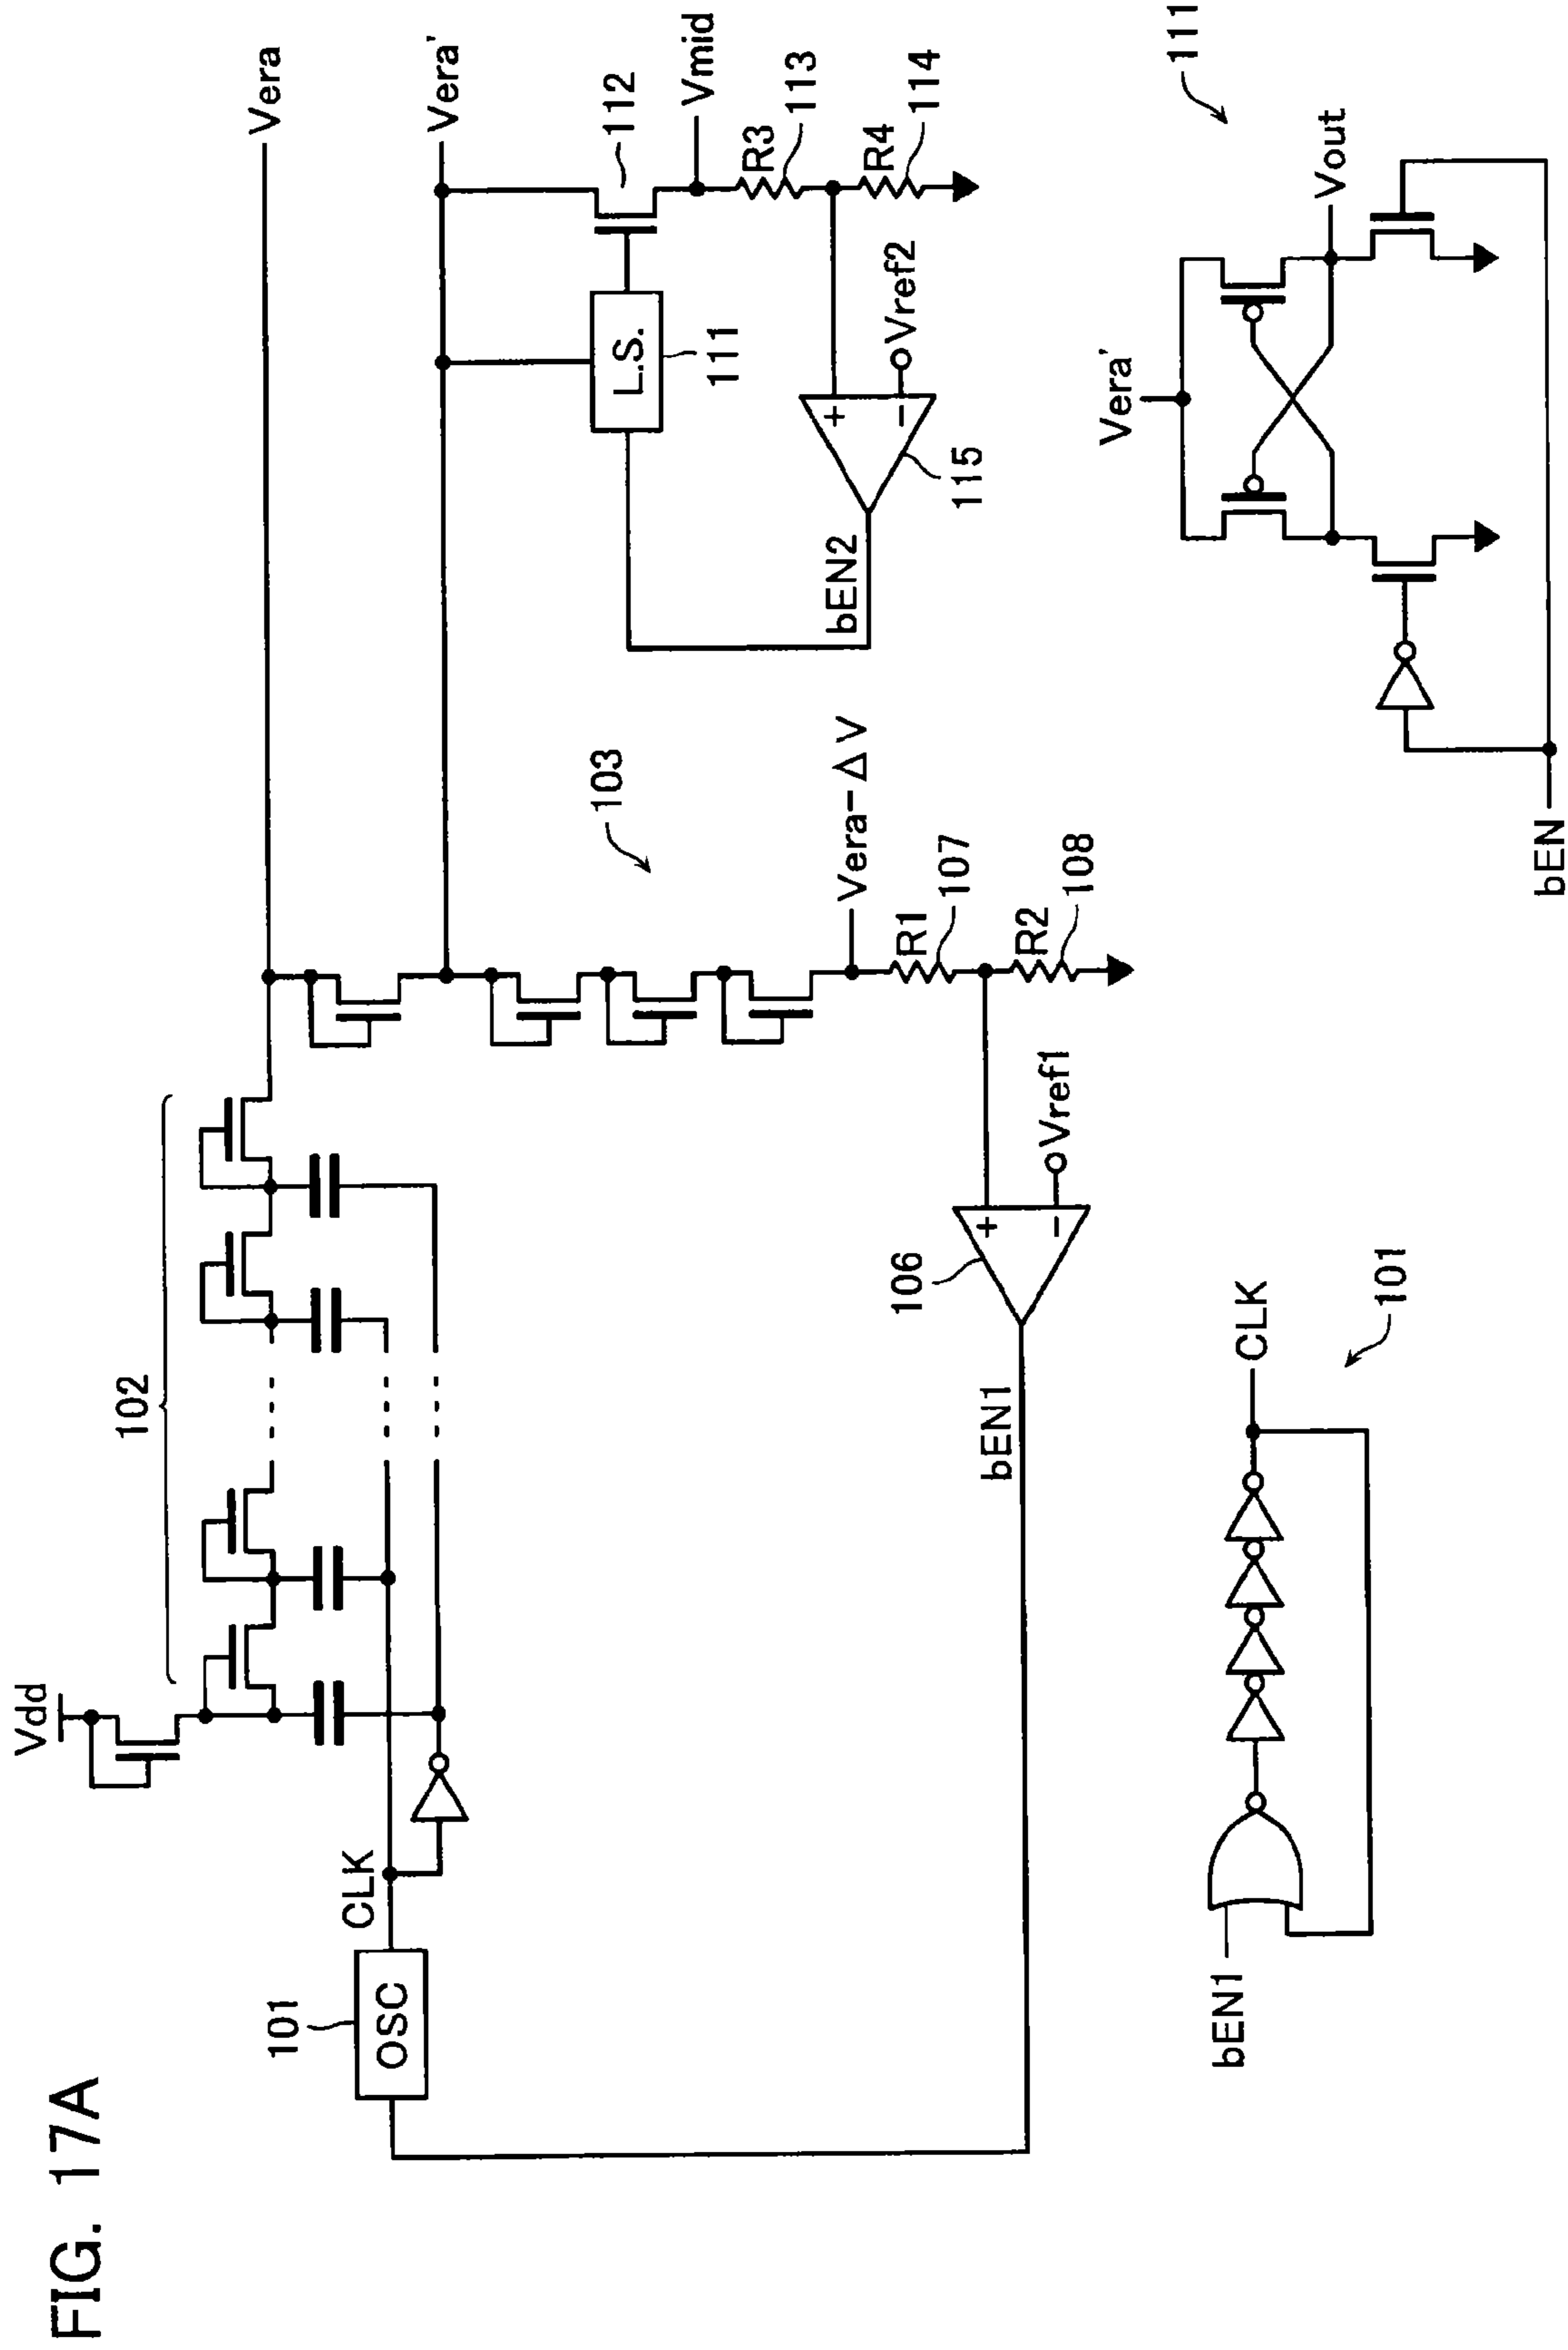 FIG. 17A
Vdd
102
Vera
Vera'
101
OSC
CLK
103
L.S.
111
112
Vmid
R3
113
R4
114
Vera-ΔV
R1
107
R2
108
+
-
Vref2
115
bEN2
+
-
Vref1
106
bEN1
bEN1
CLK
101
Vera'
Vout
111
bEN